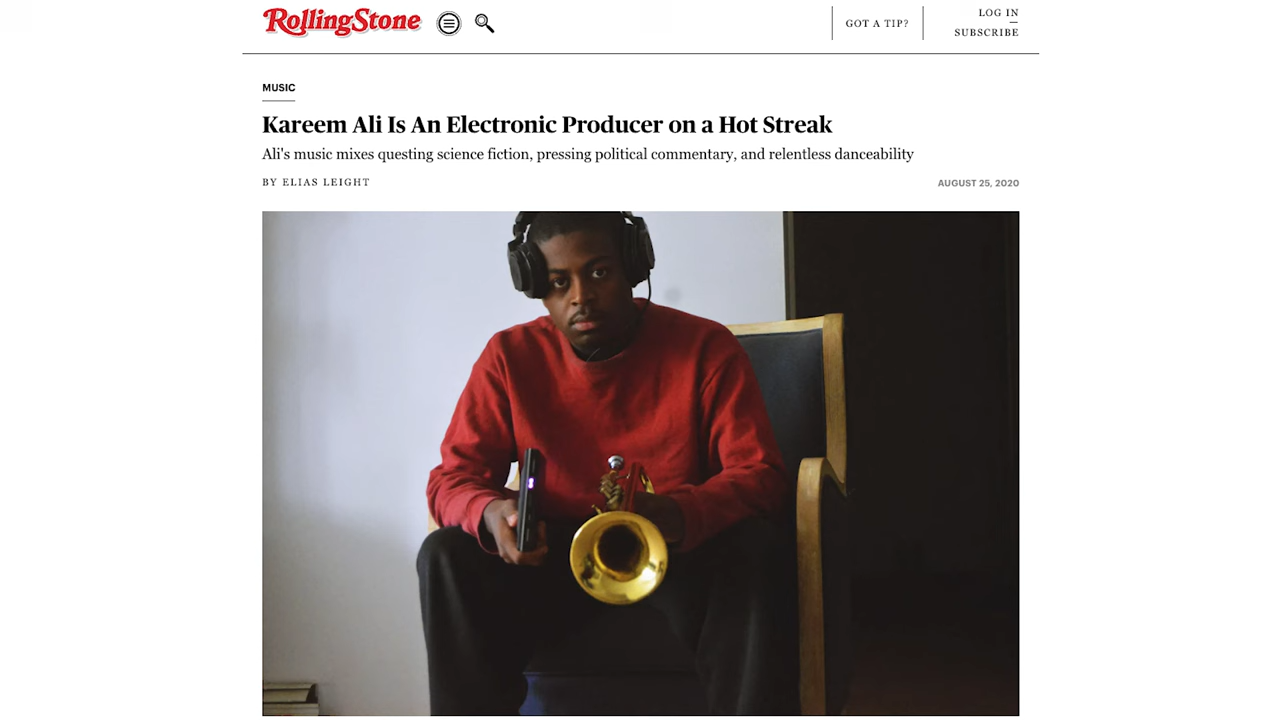 RollingStone
GOT A TIP?
LOG IN
SUBSCRIBE
MUSIC
Kareem Ali Is An Electronic Producer on a Hot Streak
Ali's music mixes questing science fiction, pressing political commentary, and relentless danceability
BY ELIAS LEIGHT
AUGUST 25, 2020